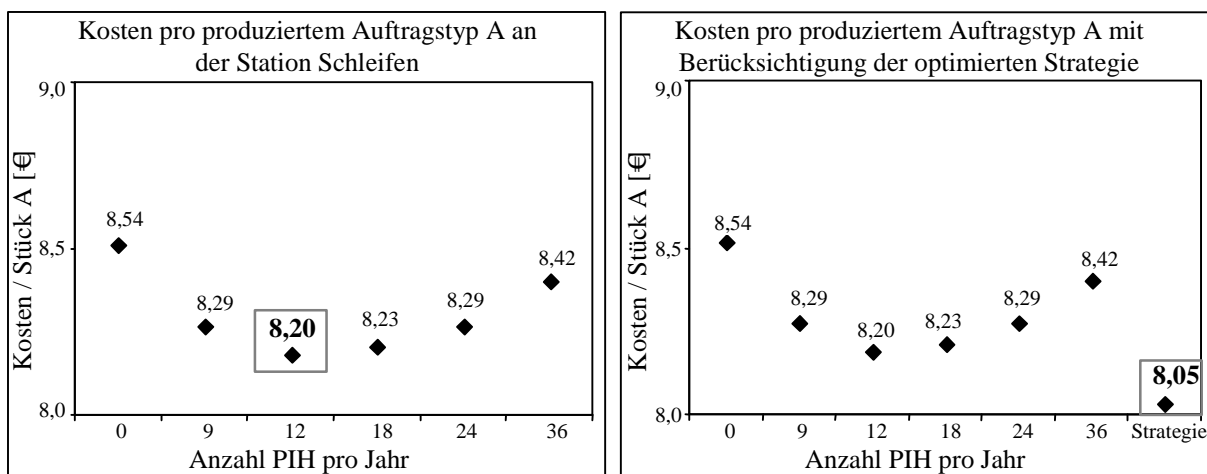 Kosten pro produziertem Auftragstyp A an
der Station Schleifen
Kosten / Stück A [€]
9,0
8,5
8,0
8,54
8,29
8,20
8,23
8,29
8,42
0 9 12 18 24 36
Anzahl PIH pro Jahr
Kosten pro produziertem Auftragstyp A mit
Berücksichtigung der optimierten Strategie
Kosten / Stück A [€]
9,0
8,5
8,0
8,54
8,29
8,20
8,23
8,29
8,42
8,05
0 9 12 18 24 36 Strategie
Anzahl PIH pro Jahr